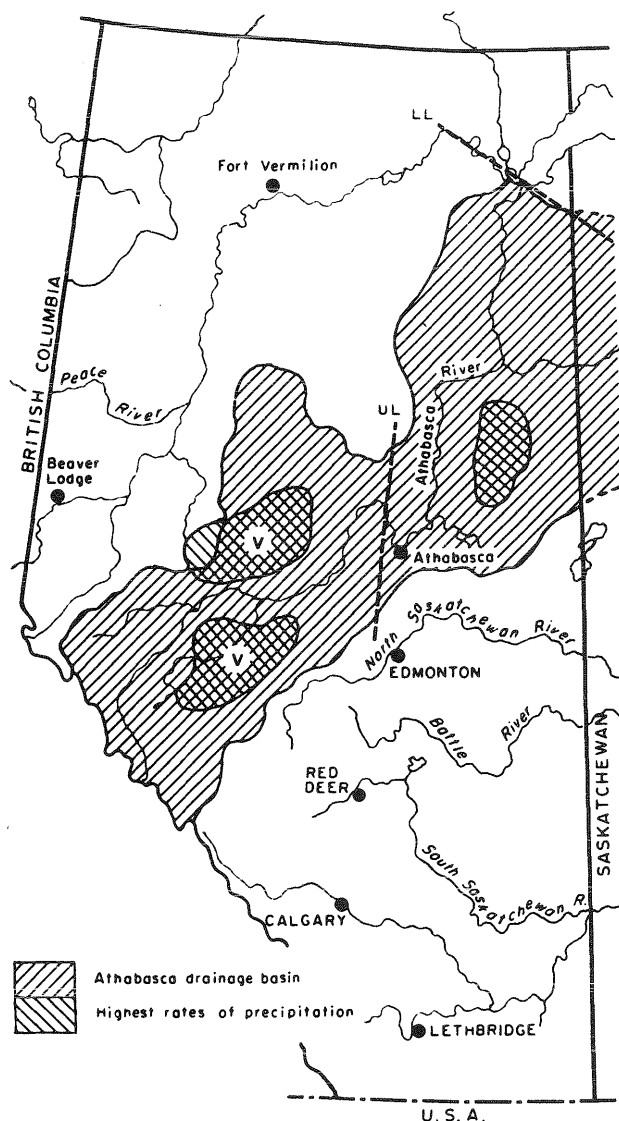 LL
Fort Vermilion
BRITISH COLUMBIA
Peace
River
River
UL
Athabasca
Beaver
Lodge
V
Athabasca
V
North Saskatchewan River
EDMONTON
Battle River
SASKATCHEWAN
RED
DEER
South Saskatchewan R.
CALGARY
Athabasca drainage basin
Highest rates of precipitation
LETHBRIDGE
U.S.A.